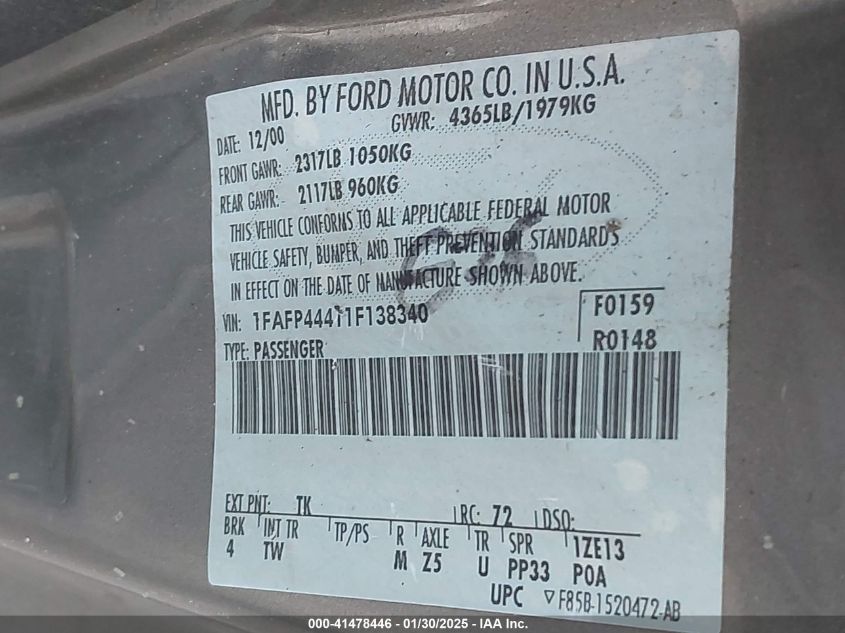 MFD. BY FORD MOTOR CO. IN U.S.A.
DATE: 12/00 GVWR: 4365LB/1979KG
FRONT GAWR: 2317LB 1050KG
REAR GAWR: 2117LB 960KG
THIS VEHICLE CONFORMS TO ALL APPLICABLE FEDERAL MOTOR
VEHICLE SAFETY, BUMPER, AND THEFT PREVENTION STANDARDS
IN EFFECT ON THE DATE OF MANUFACTURE SHOWN ABOVE.
VIN: 1FAFP44411F138340 F0159
TYPE: PASSENGER R0148
EXT PNT: TK RC: 72 DSO:
BRK INT TR TP/PS R AXLE TR SPR 1ZE13
4 TW M Z5 U PP33 P0A
UPC ▽F85B-1520472-AB
000-41478446 - 01/30/2025 - IAA Inc.